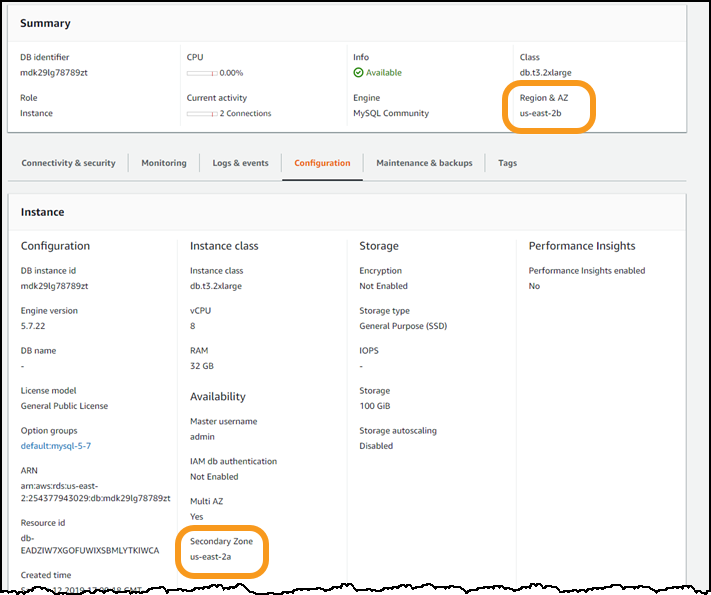 Summary
DB identifier
mdk29lg78789zt
CPU
0.00%
Info
Available
Class
db.t3.2xlarge
Role
Instance
Current activity
2 Connections
Engine
MySQL Community
Region & AZ
us-east-2b
Connectivity & security
Monitoring
Logs & events
Configuration
Maintenance & backups
Tags
Instance
Configuration
DB instance id
mdk29lg78789zt
Engine version
5.7.22
DB name
-
License model
General Public License
Option groups
default:mysql-5-7
ARN
arn:aws:rds:us-east-
2:254377943029:db:mdk29lg78789zt
Resource id
db-
EADZIW7XGOFUWIXSBMLYTKIWCA
Created time
Instance class
Instance class
db.t3.2xlarge
vCPU
8
RAM
32 GB
Availability
Master username
admin
IAM db authentication
Not Enabled
Multi AZ
Yes
Secondary Zone
us-east-2a
Storage
Encryption
Not Enabled
Storage type
General Purpose (SSD)
IOPS
-
Storage
100 GiB
Storage autoscaling
Disabled
Performance Insights
Performance Insights enabled
No